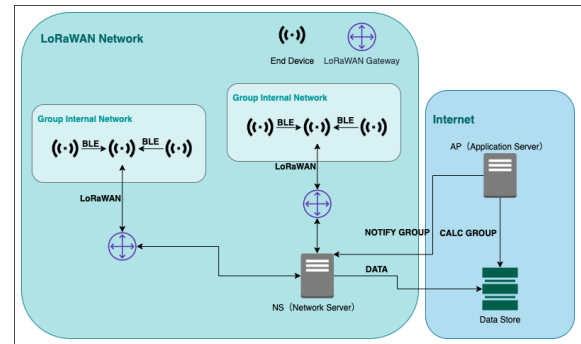 LoRaWAN Network
End Device
LoRaWAN Gateway
Group Internal Network
BLE
BLE
LoRaWAN
Group Internal Network
BLE
BLE
LoRaWAN
Internet
AP（Application Server）
NOTIFY GROUP
CALC GROUP
DATA
NS（Network Server）
Data Store